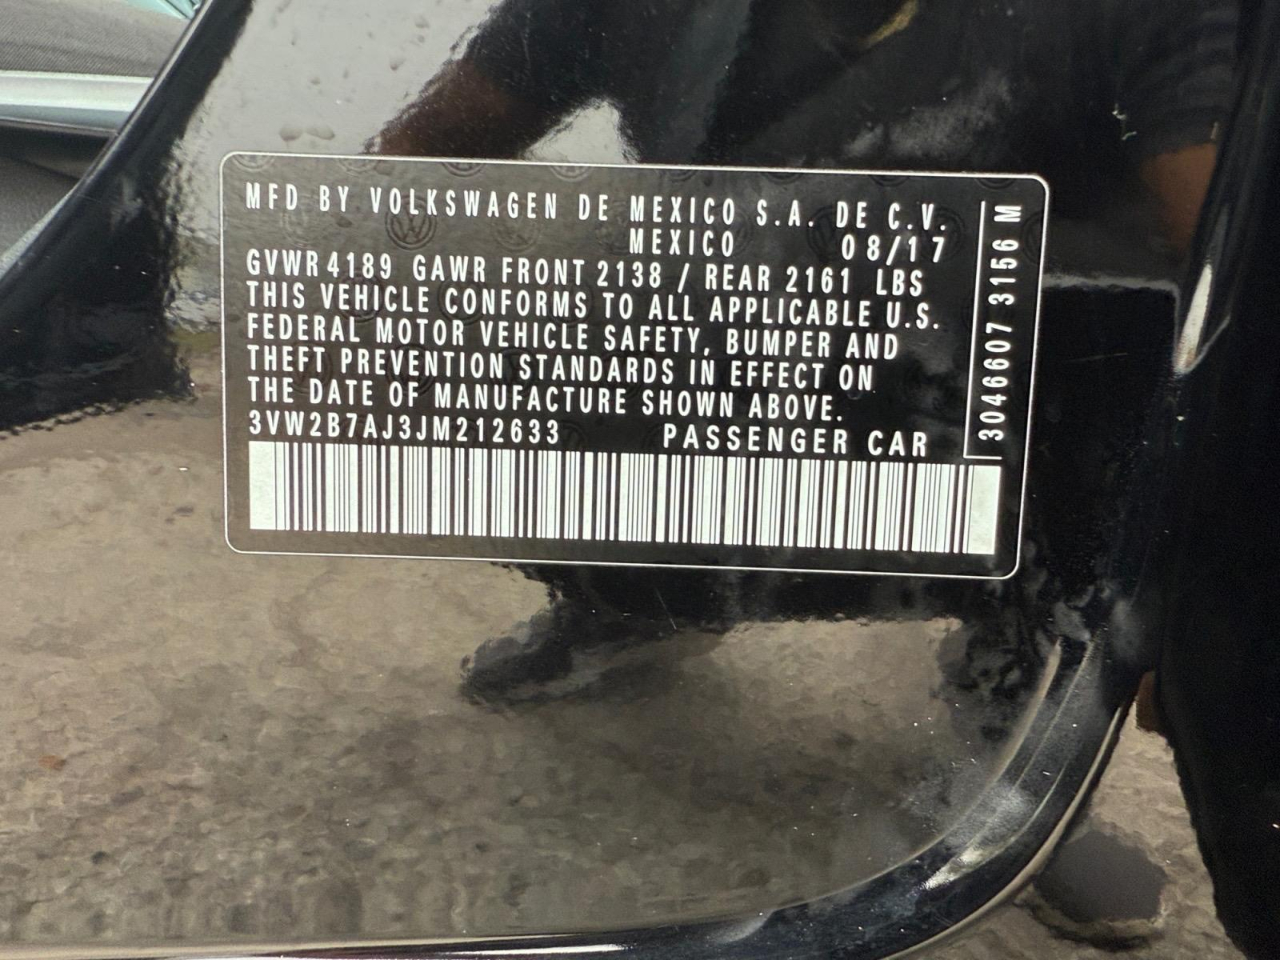 MFD BY VOLKSWAGEN DE MEXICO S.A. DE C.V.
MEXICO 08/17
GVWR 4189 GAWR FRONT 2138 / REAR 2161 LBS
THIS VEHICLE CONFORMS TO ALL APPLICABLE U.S.
FEDERAL MOTOR VEHICLE SAFETY, BUMPER AND
THEFT PREVENTION STANDARDS IN EFFECT ON
THE DATE OF MANUFACTURE SHOWN ABOVE.
3VW2B7AJ3JM212633 PASSENGER CAR
3046607 3156 M